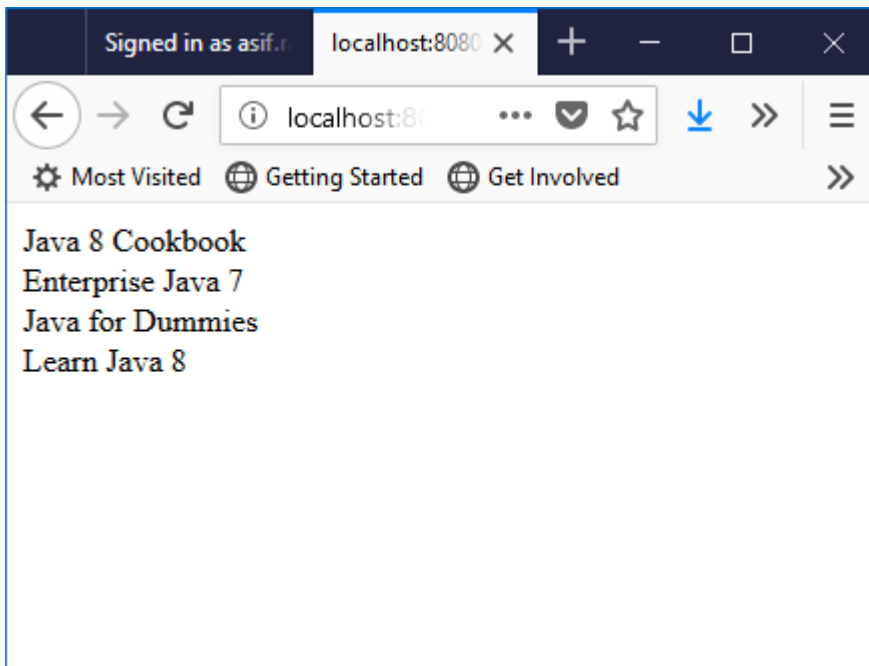 Signed in as asif.r
localhost:8080
localhost:80
Most Visited Getting Started Get Involved
Java 8 Cookbook
Enterprise Java 7
Java for Dummies
Learn Java 8